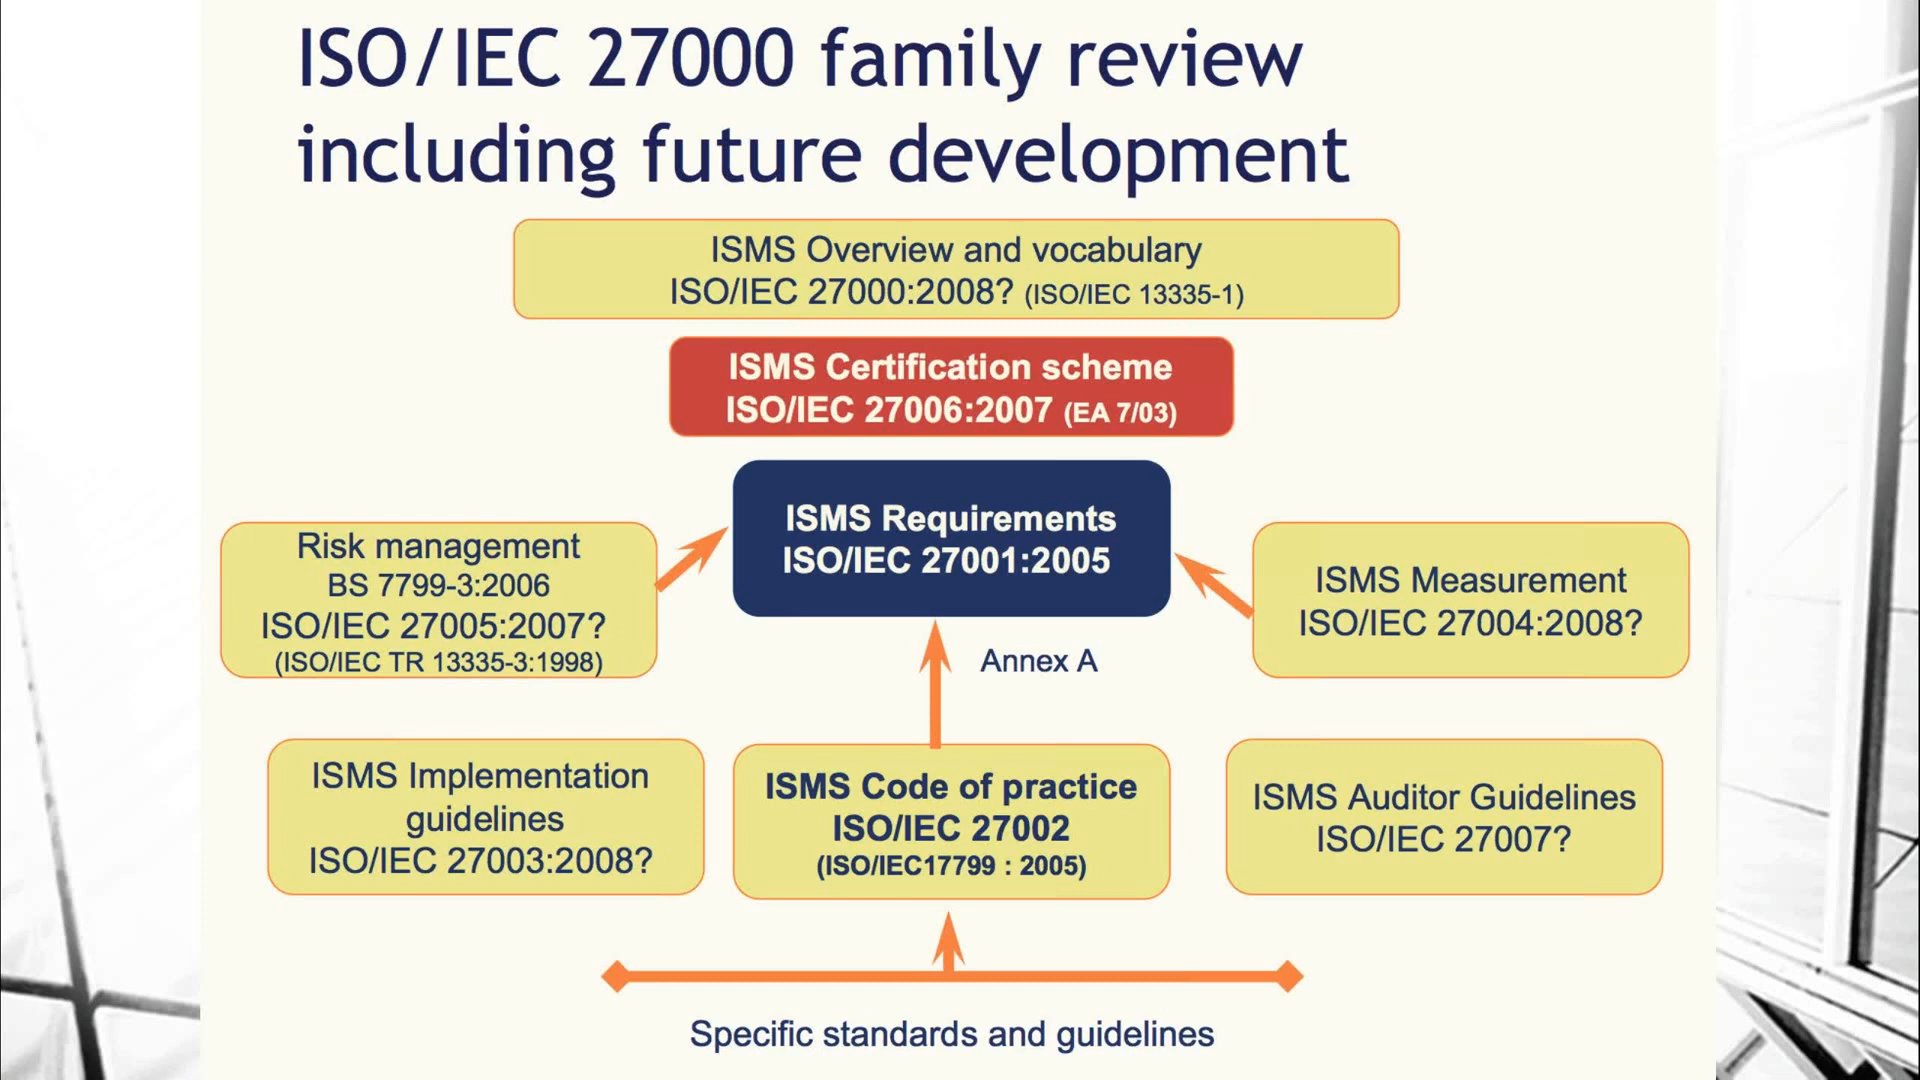 ISO/IEC 27000 family review
including future development
ISMS Overview and vocabulary
ISO/IEC 27000:2008? (ISO/IEC 13335-1)
ISMS Certification scheme
ISO/IEC 27006:2007 (EA 7/03)
ISMS Requirements
ISO/IEC 27001:2005
Risk management
BS 7799-3:2006
ISO/IEC 27005:2007?
(ISO/IEC TR 13335-3:1998)
ISMS Measurement
ISO/IEC 27004:2008?
Annex A
ISMS Implementation
guidelines
ISO/IEC 27003:2008?
ISMS Code of practice
ISO/IEC 27002
(ISO/IEC17799 : 2005)
ISMS Auditor Guidelines
ISO/IEC 27007?
Specific standards and guidelines